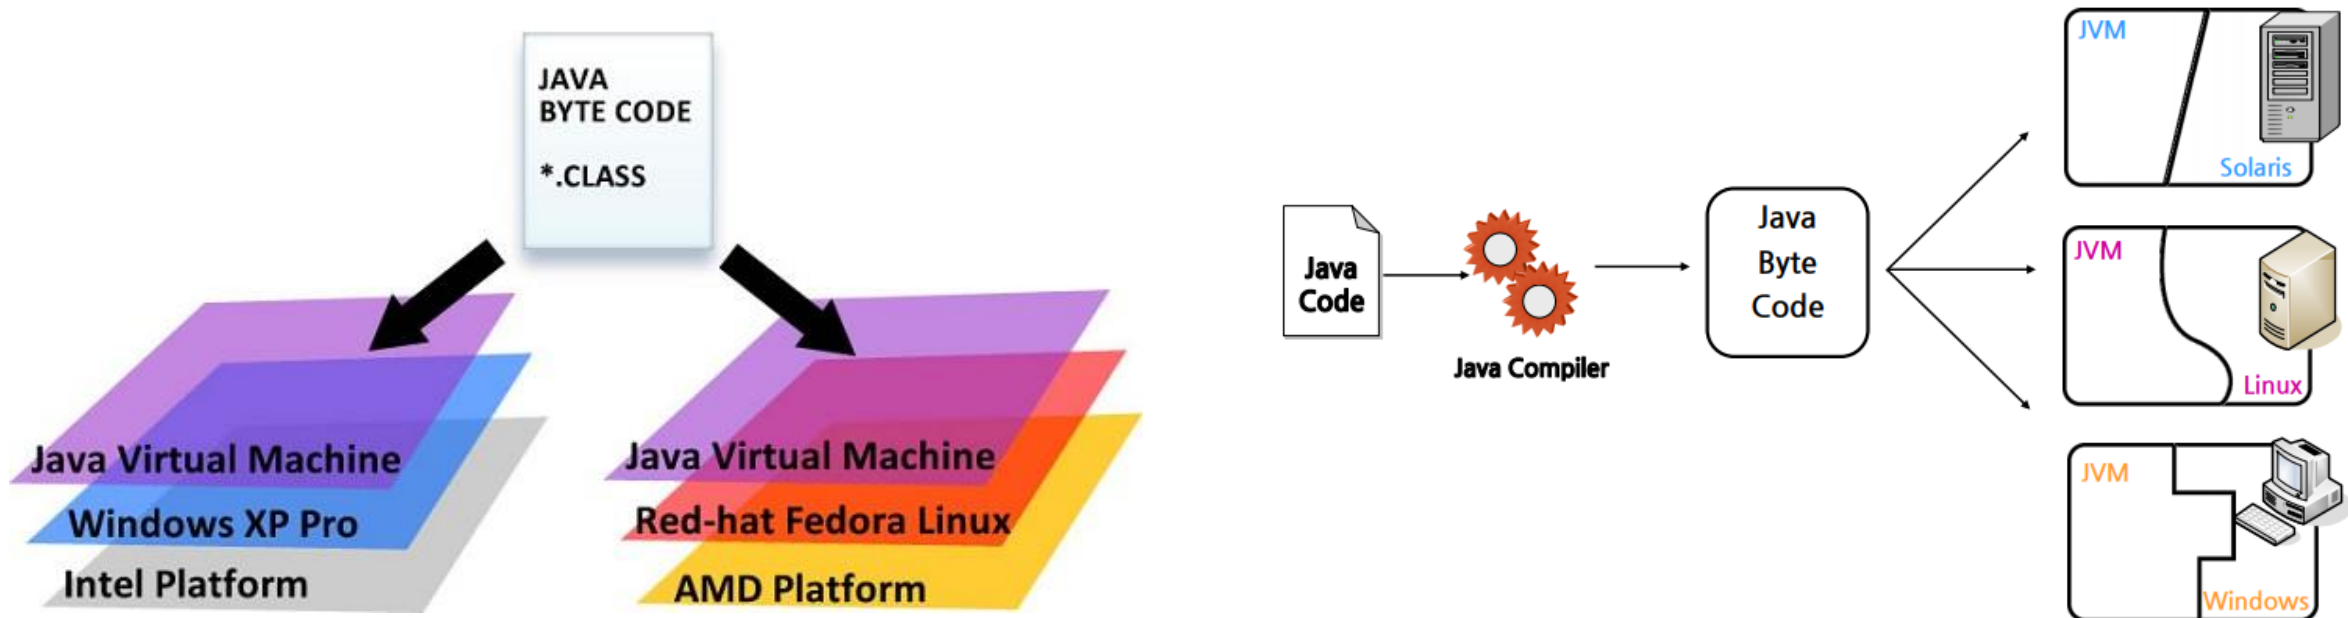 JAVA
BYTE CODE
*.CLASS
Java Virtual Machine
Windows XP Pro
Intel Platform
Java Virtual Machine
Red-hat Fedora Linux
AMD Platform
Java
Code
Java Compiler
Java
Byte
Code
JVM
Solaris
JVM
Linux
JVM
Windows